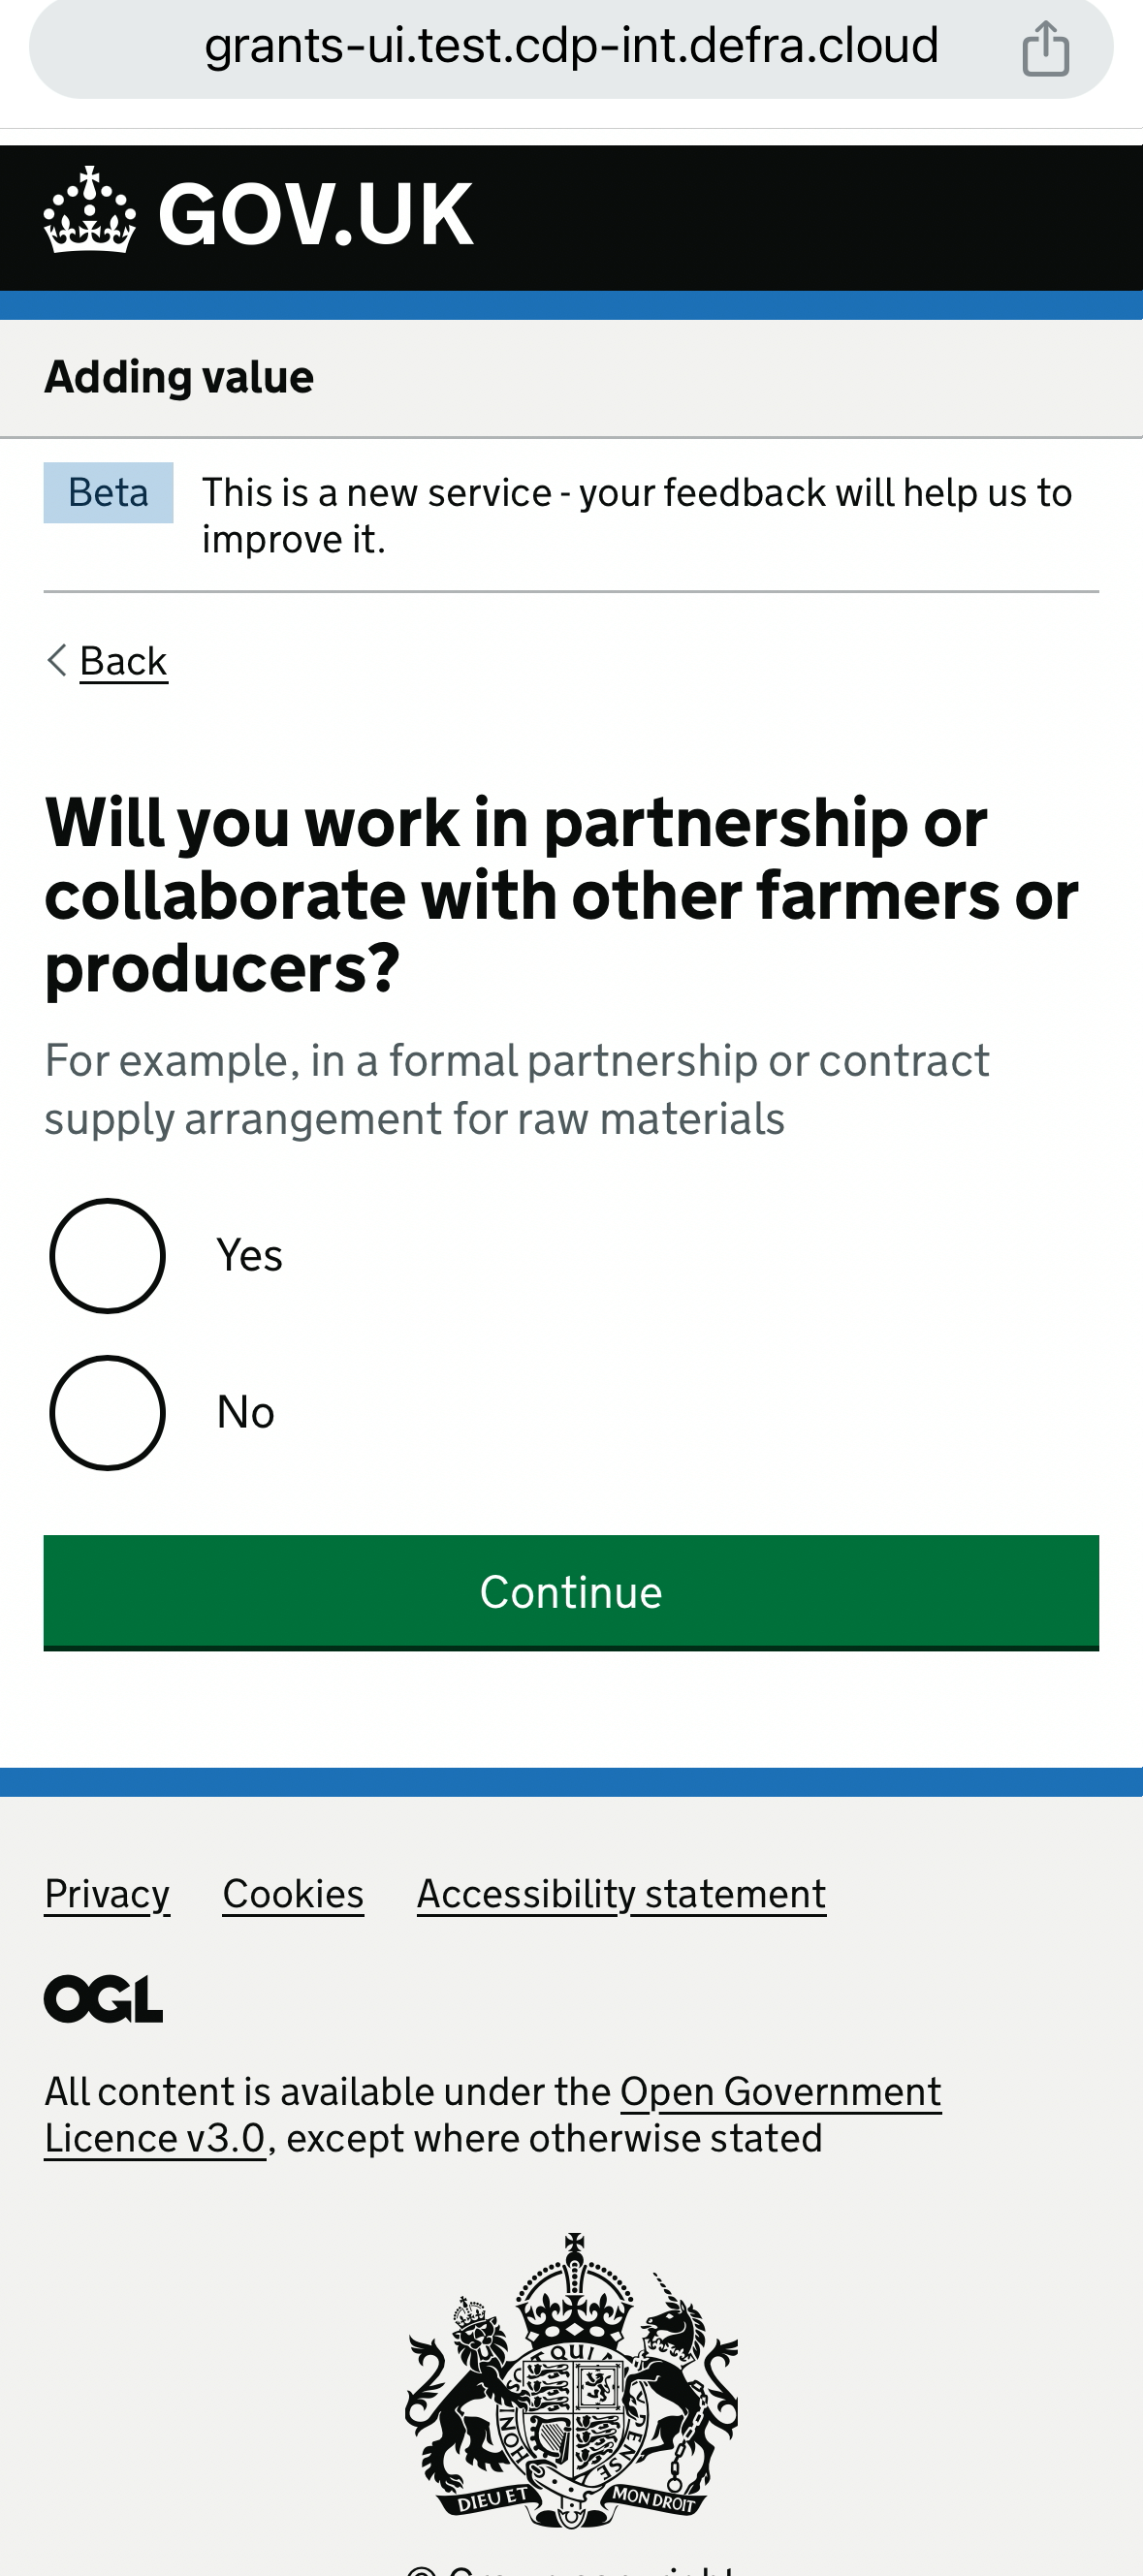 grants-ui.test.cdp-int.defra.cloud
GOV.UK
Adding value
Beta
This is a new service - your feedback will help us to
improve it.
Back
Will you work in partnership or
collaborate with other farmers or
producers?
For example, in a formal partnership or contract
supply arrangement for raw materials
Yes
No
Continue
Privacy Cookies Accessibility statement
OGL
All content is available under the Open Government
Licence v3.0, except where otherwise stated
QUI
HON
PENSE
DIEU ET MON DROIT